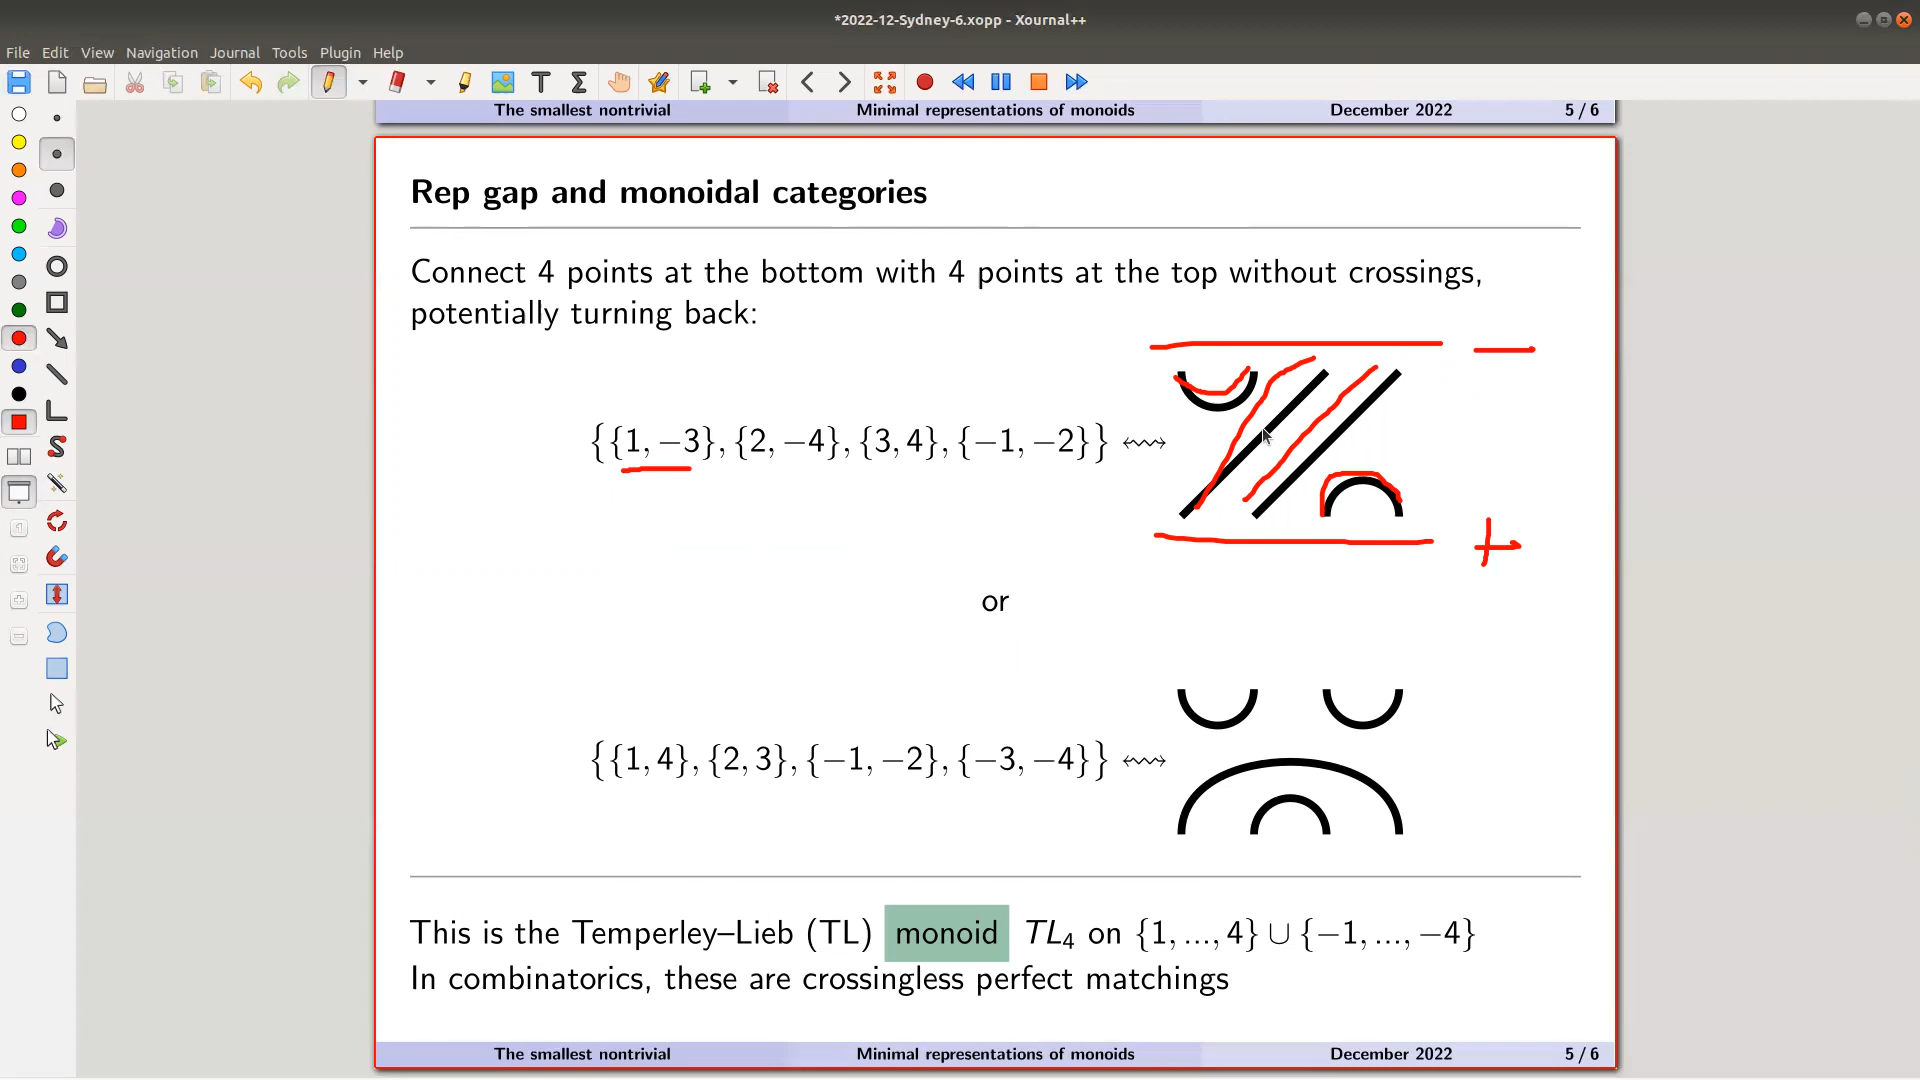 *2022-12-Sydney-6.xopp - Xournal++
File Edit View Navigation Journal Tools Plugin Help
The smallest nontrivial Minimal representations of monoids December 2022 5 / 6
Rep gap and monoidal categories
Connect 4 points at the bottom with 4 points at the top without crossings,
potentially turning back:
−
{{1, −3}, {2, −4}, {3, 4}, {−1, −2}} ↭
+
or
{{1, 4}, {2, 3}, {−1, −2}, {−3, −4}} ↭
This is the Temperley–Lieb (TL) monoid TL₄ on {1, ..., 4} ∪ {−1, ..., −4}
In combinatorics, these are crossingless perfect matchings
The smallest nontrivial Minimal representations of monoids December 2022 5 / 6